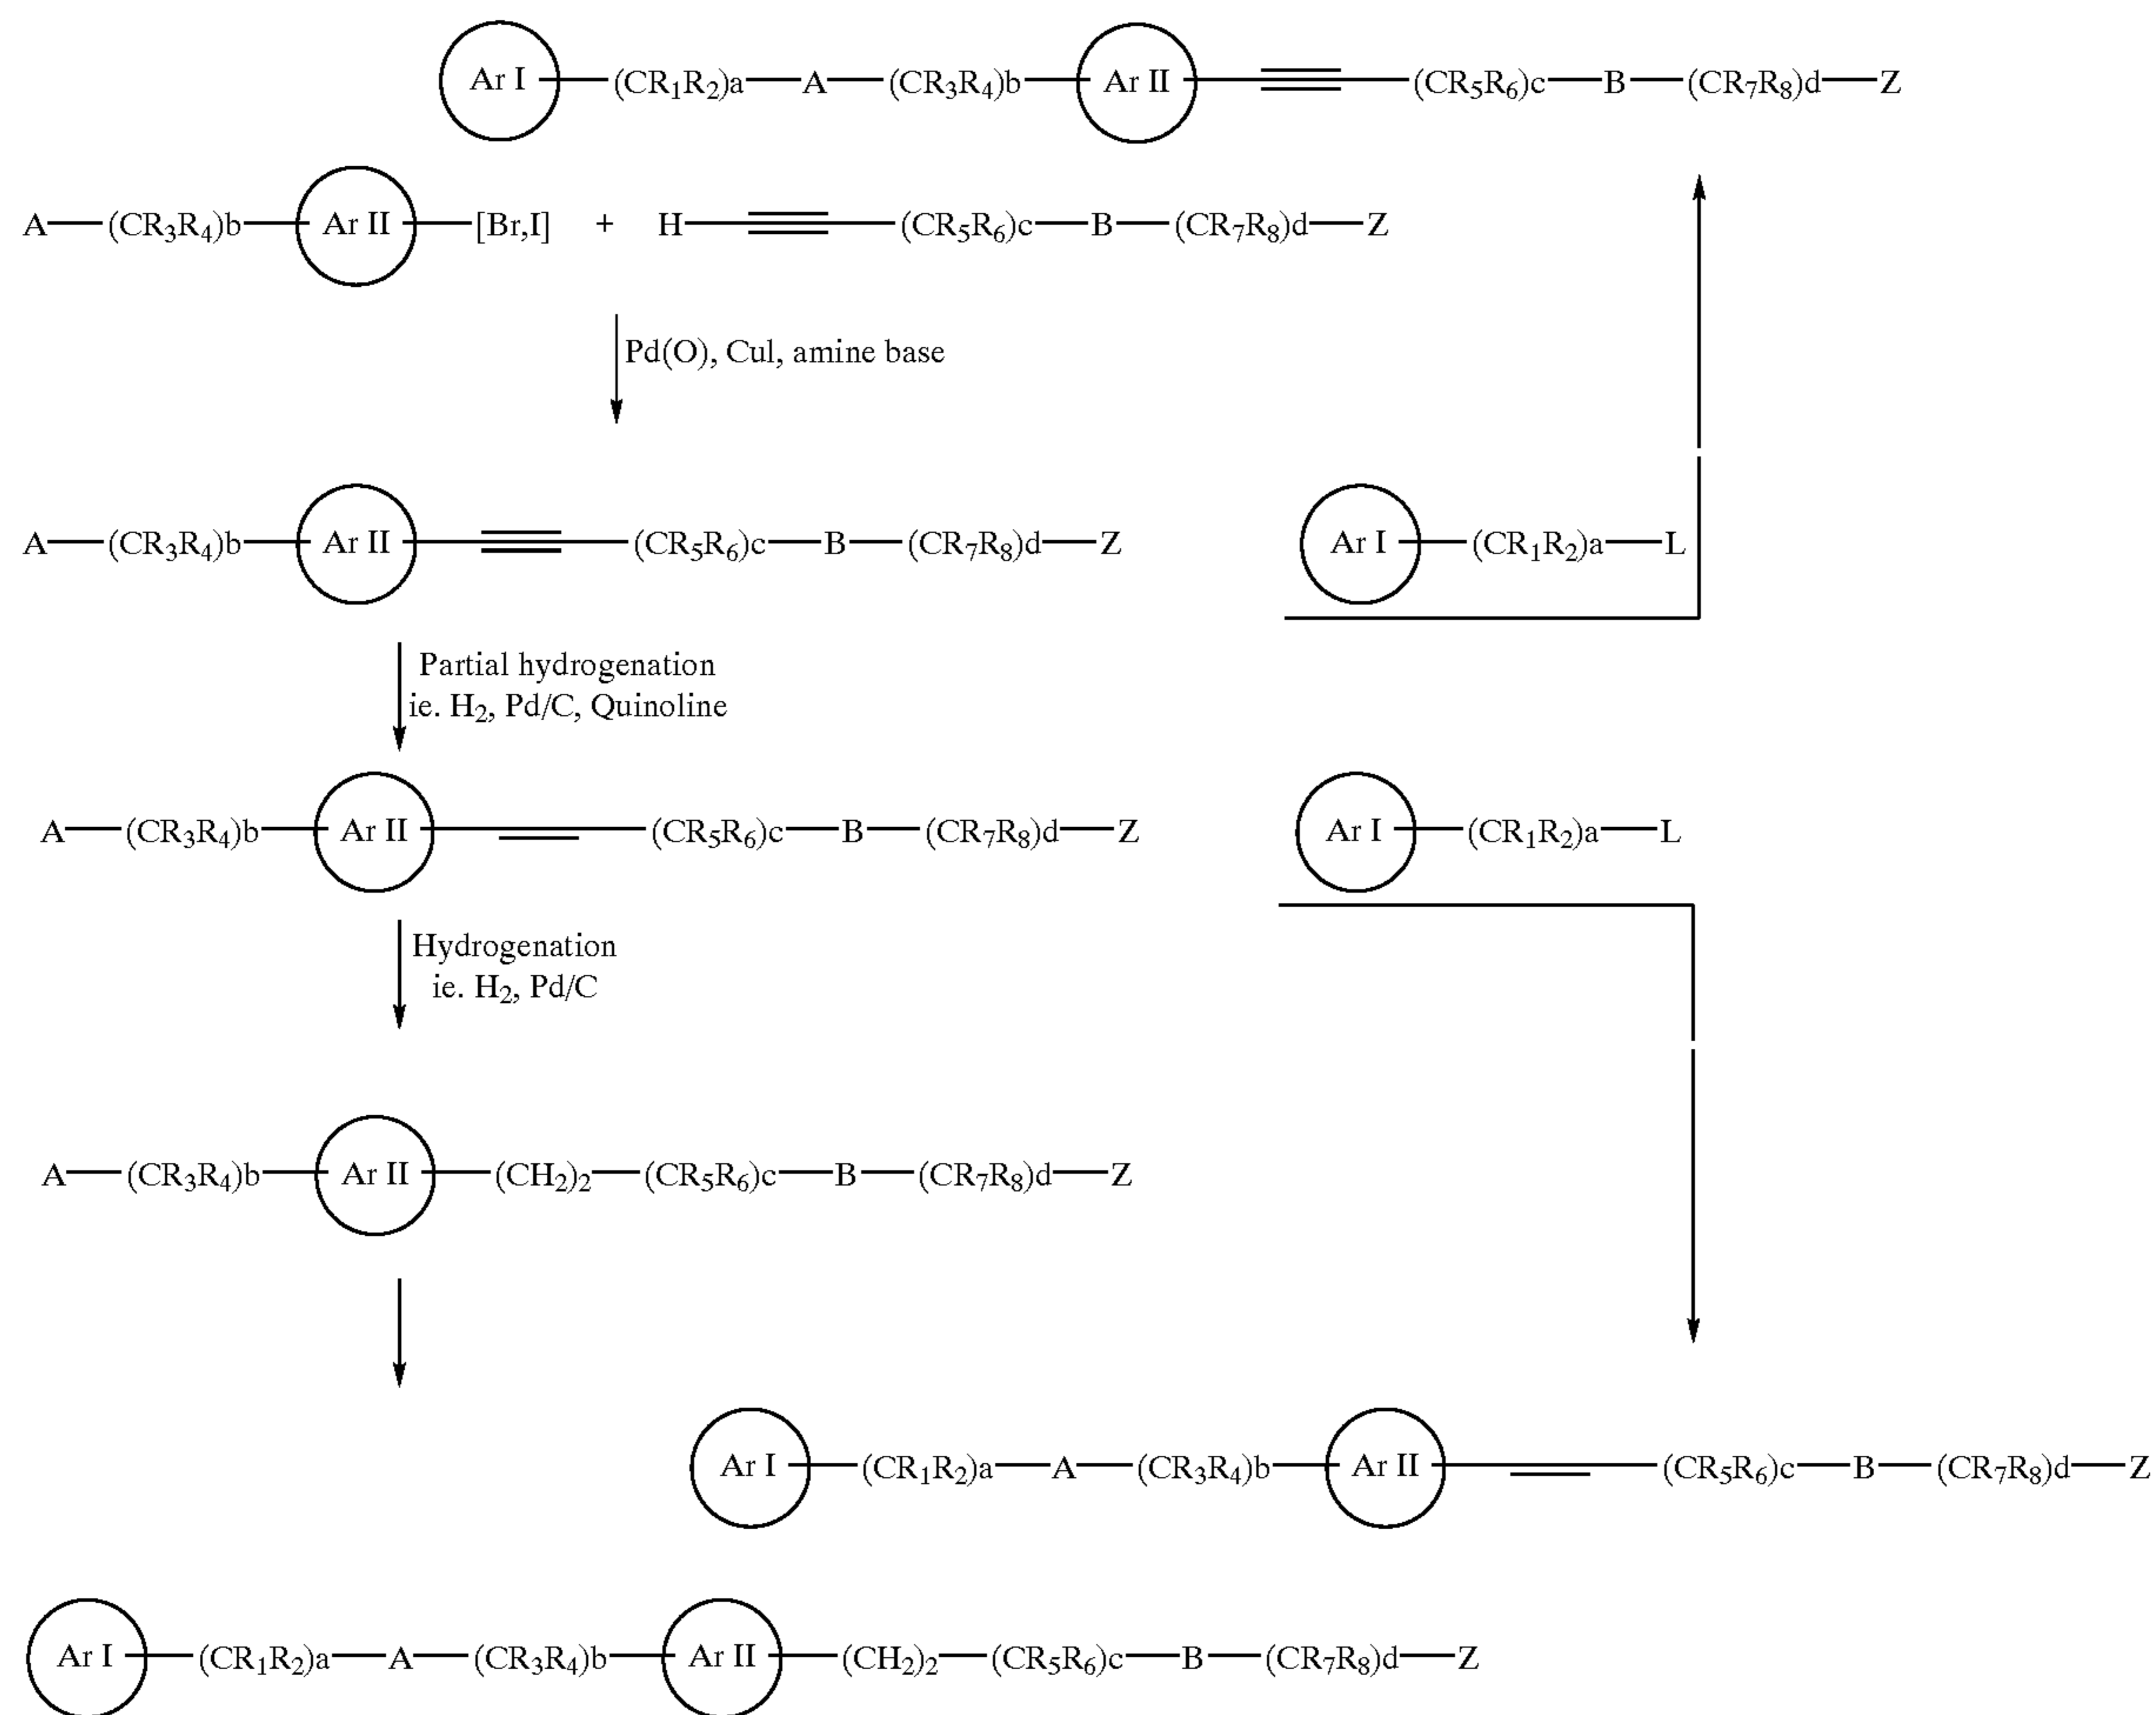 Ar I (CR₁R₂)a A (CR₃R₄)b Ar II (CR₅R₆)c B (CR₇R₈)d Z
A (CR₃R₄)b Ar II [Br,I] + H (CR₅R₆)c B (CR₇R₈)d Z
Pd(O), CuI, amine base
A (CR₃R₄)b Ar II (CR₅R₆)c B (CR₇R₈)d Z
Ar I (CR₁R₂)a L
Partial hydrogenation
ie. H₂, Pd/C, Quinoline
A (CR₃R₄)b Ar II (CR₅R₆)c B (CR₇R₈)d Z
Ar I (CR₁R₂)a L
Hydrogenation
ie. H₂, Pd/C
A (CR₃R₄)b Ar II (CH₂)₂ (CR₅R₆)c B (CR₇R₈)d Z
Ar I (CR₁R₂)a A (CR₃R₄)b Ar II (CR₅R₆)c B (CR₇R₈)d Z
Ar I (CR₁R₂)a A (CR₃R₄)b Ar II (CH₂)₂ (CR₅R₆)c B (CR₇R₈)d Z